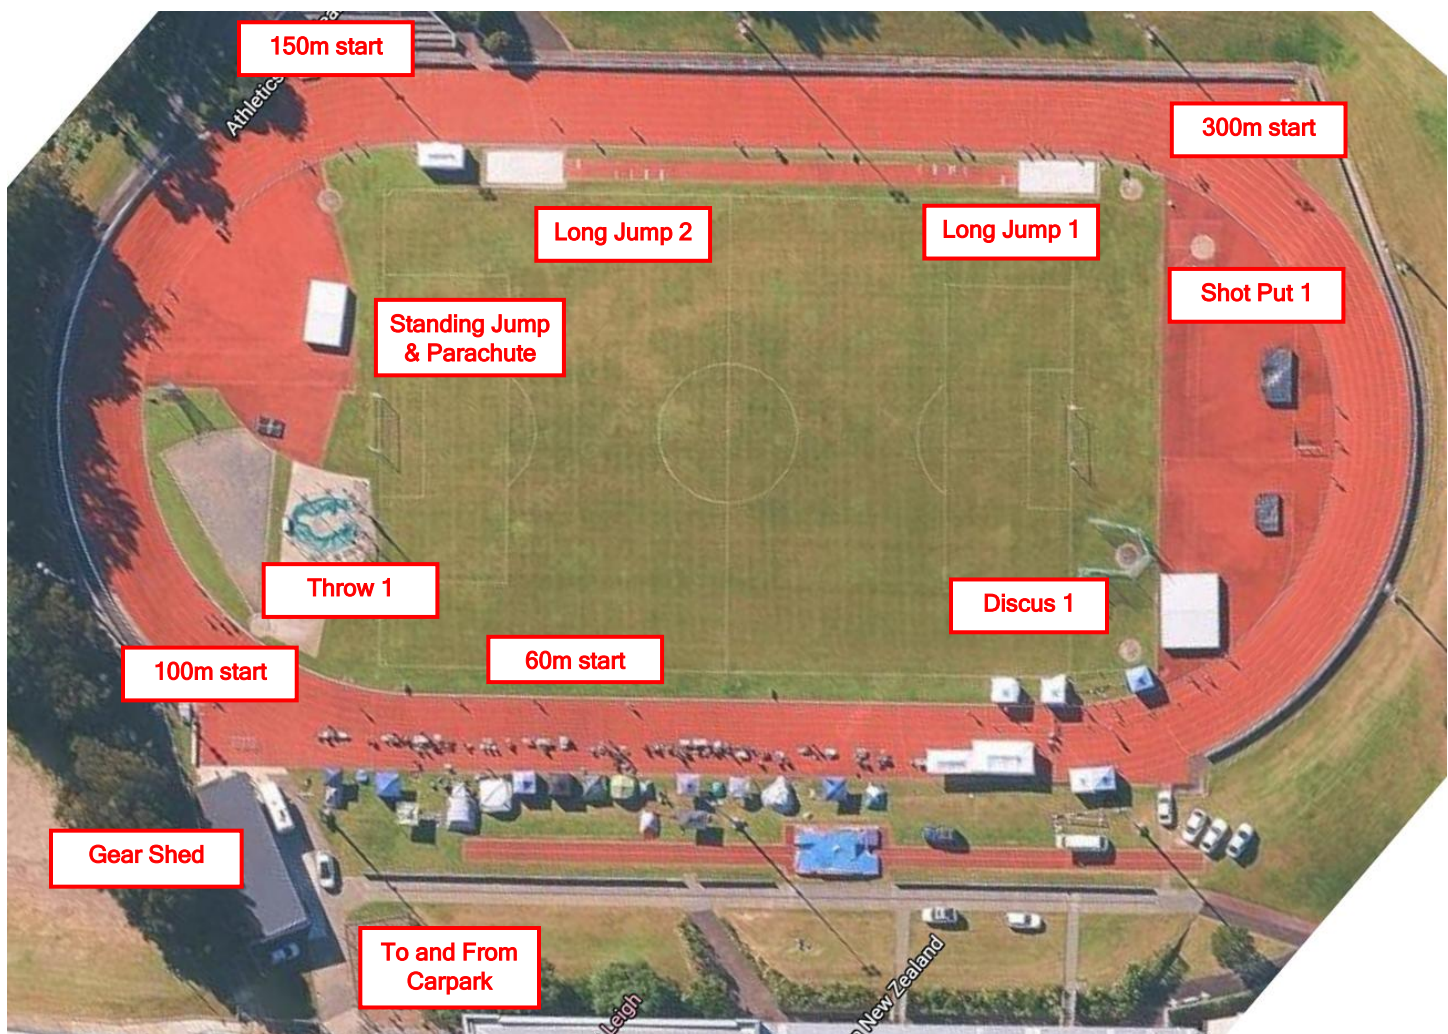 150m start
Athletics
300m start
Long Jump 2
Long Jump 1
Shot Put 1
Standing Jump
& Parachute
Throw 1
Discus 1
100m start
60m start
Gear Shed
To and From
Carpark
Leigh
New Zealand